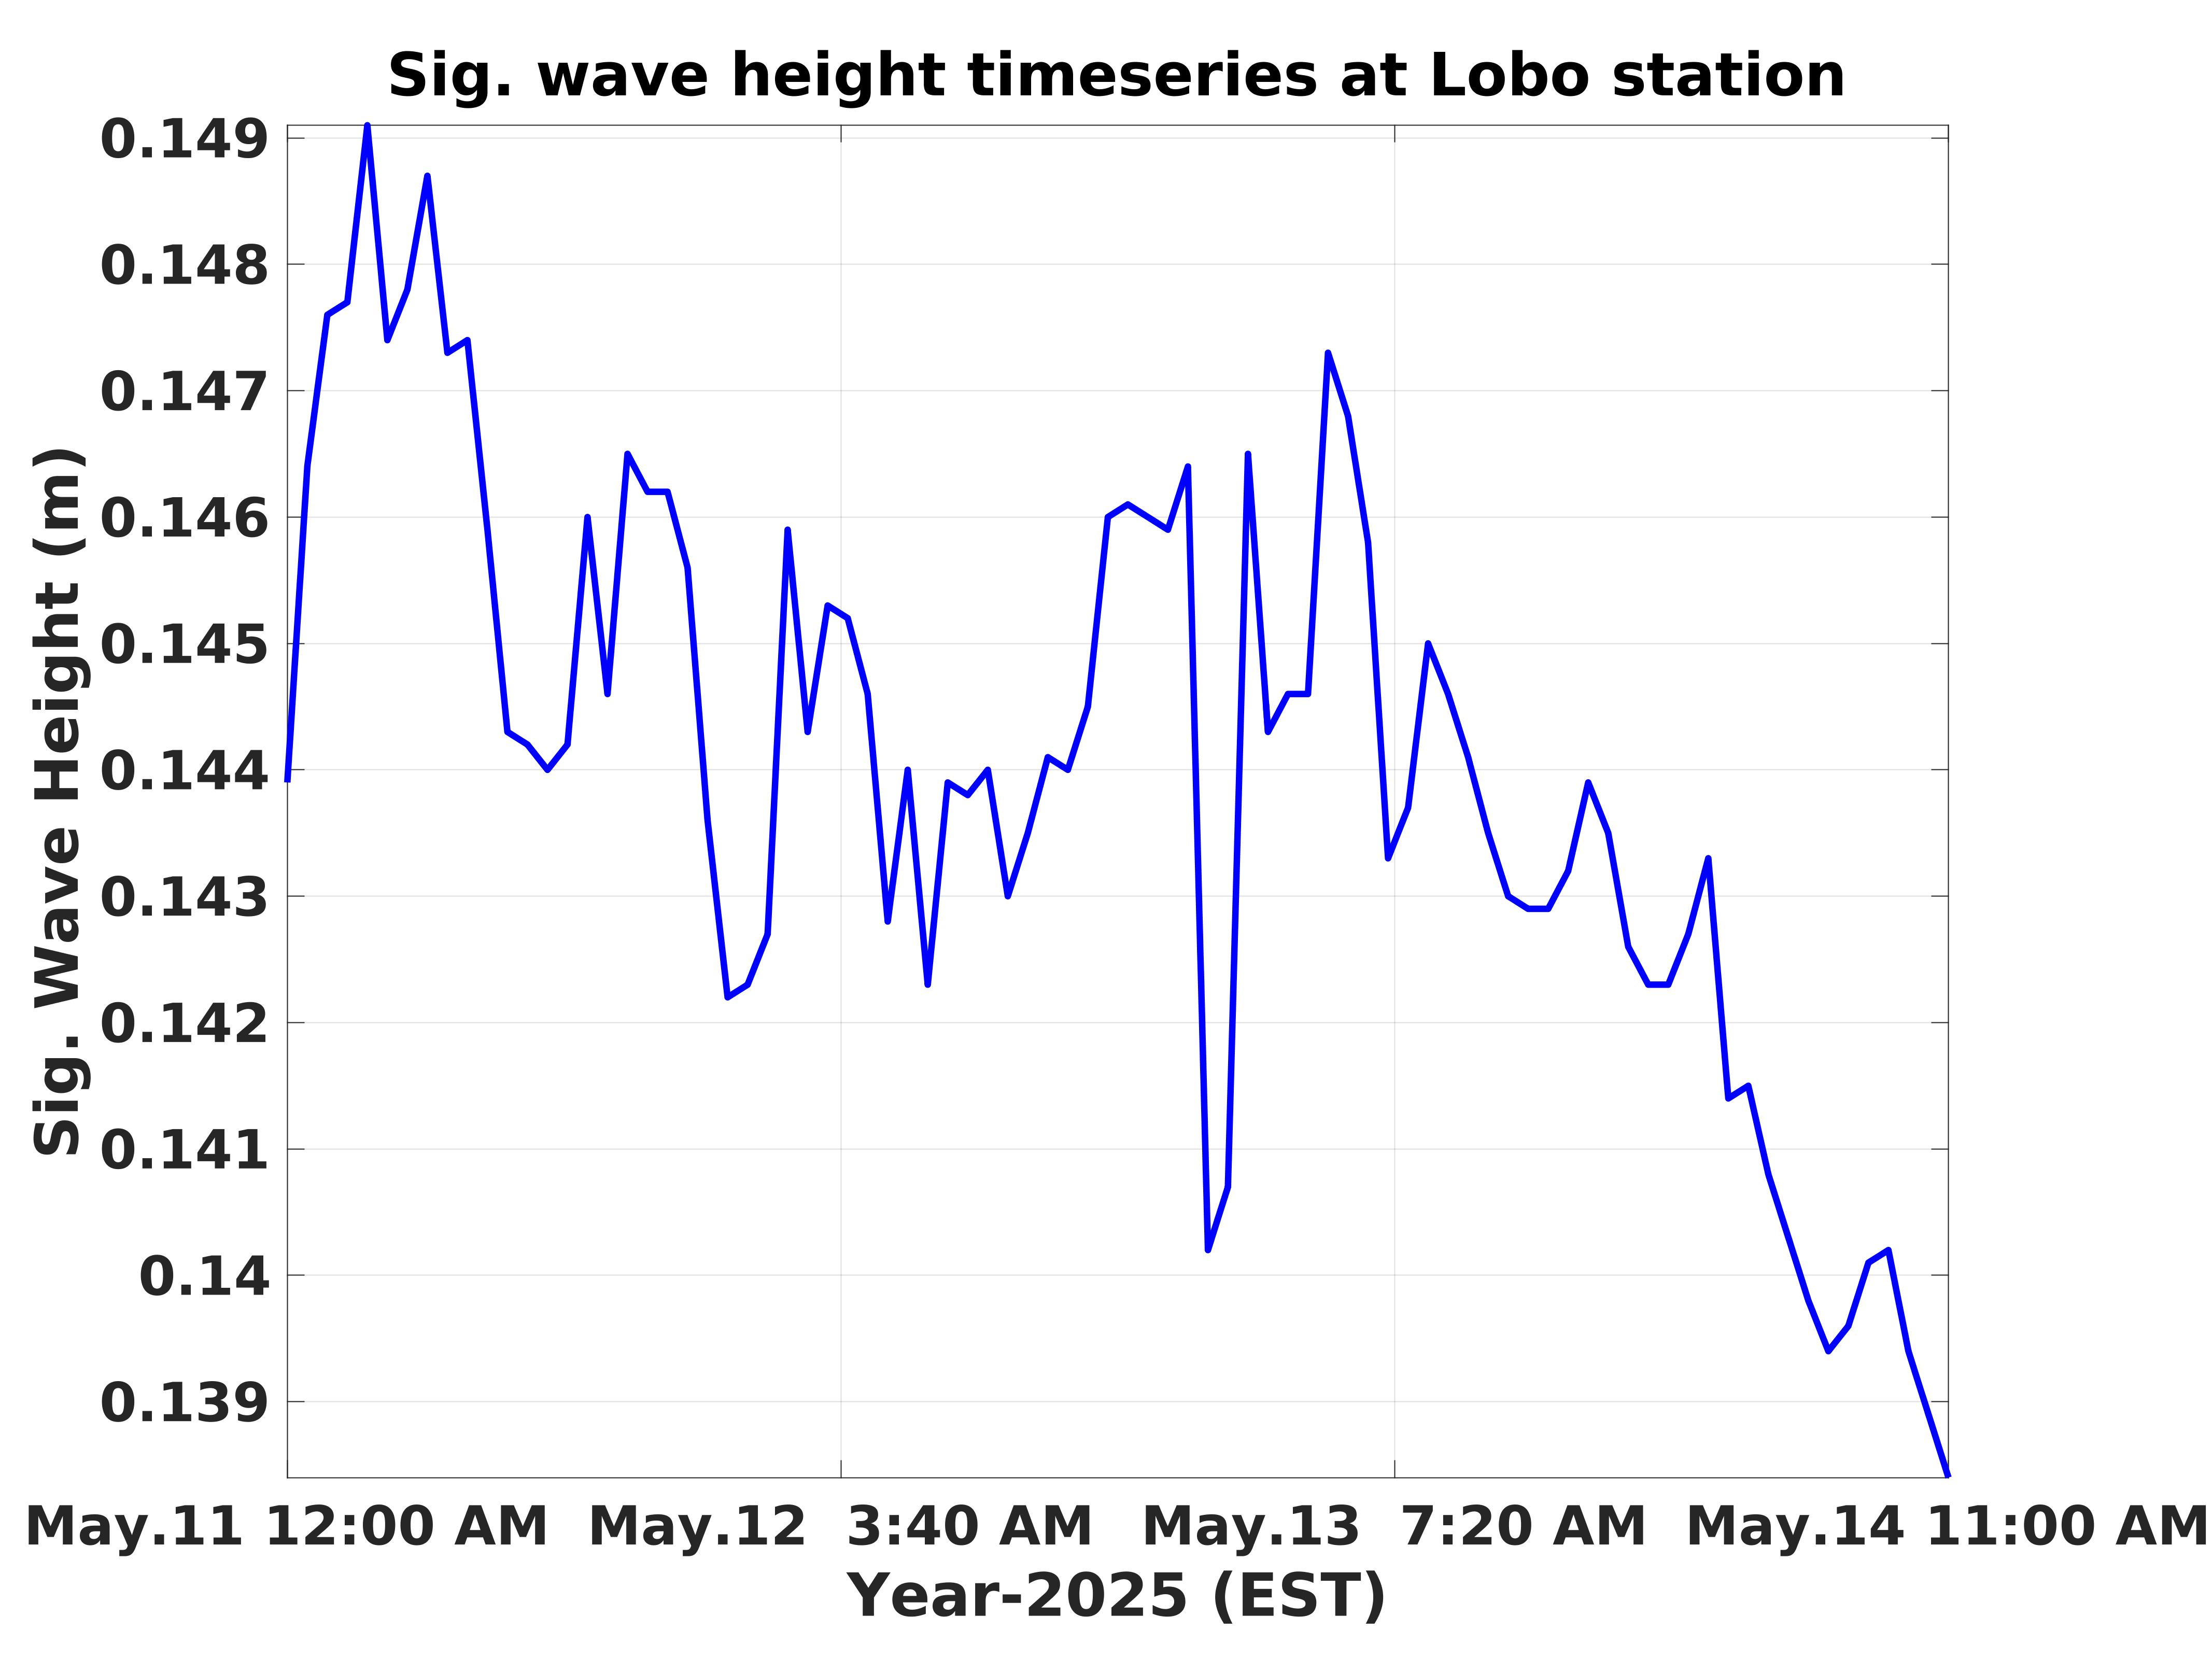 Sig. wave height timeseries at Lobo station
Sig. Wave Height (m)
0.149
0.148
0.147
0.146
0.145
0.144
0.143
0.142
0.141
0.14
0.139
May.11 12:00 AM May.12 3:40 AM May.13 7:20 AM May.14 11:00 AM
Year-2025 (EST)